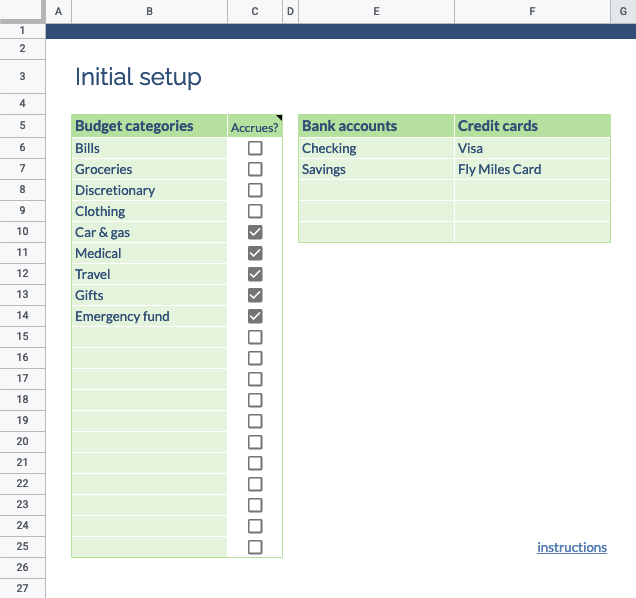 A B C D E F G
1
2
3 Initial setup
4
5 Budget categories Accrues? Bank accounts Credit cards
6 Bills Checking Visa
7 Groceries Savings Fly Miles Card
8 Discretionary
9 Clothing
10 Car & gas
11 Medical
12 Travel
13 Gifts
14 Emergency fund
15
16
17
18
19
20
21
22
23
24
25 instructions
26
27